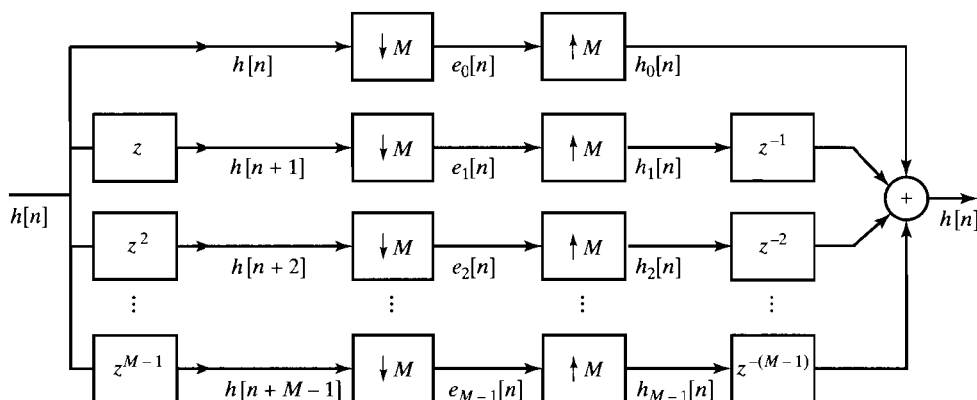 ↓ M ↑ M
h[n] e₀[n] h₀[n]
z ↓ M ↑ M z⁻¹
h[n + 1] e₁[n] h₁[n]
+
h[n] h[n]
z² ↓ M ↑ M z⁻²
h[n + 2] e₂[n] h₂[n]
⋮ ⋮ ⋮ ⋮
z^{M−1} ↓ M ↑ M z^{−(M−1)}
h[n + M − 1] e_{M−1}[n] h_{M−1}[n]